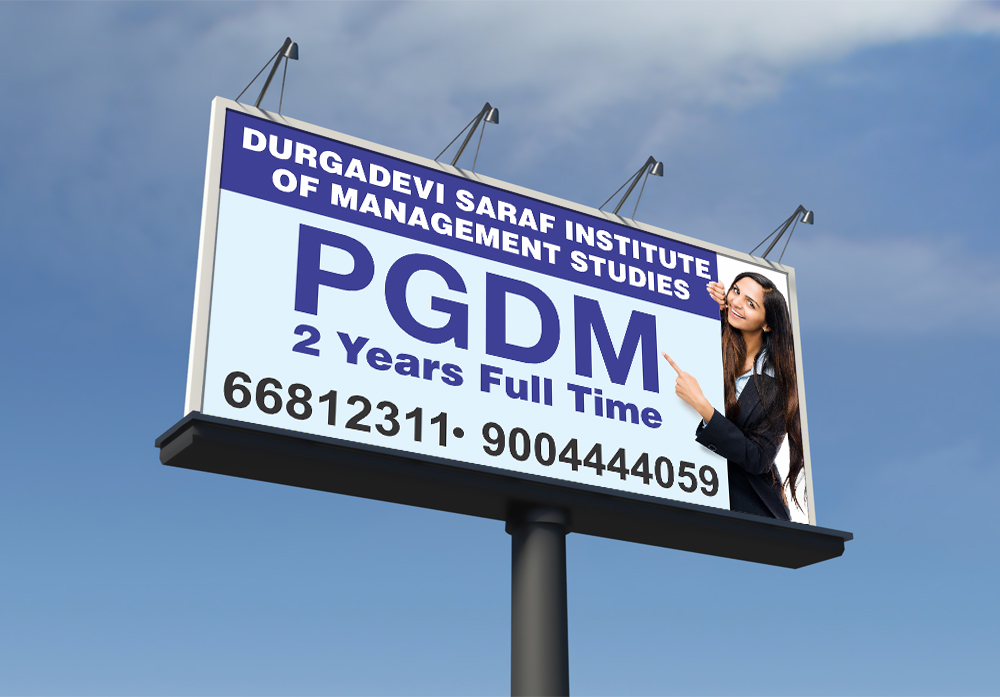 DURGADEVI SARAF INSTITUTE
OF MANAGEMENT STUDIES
PGDM
2 Years Full Time
66812311• 9004444059